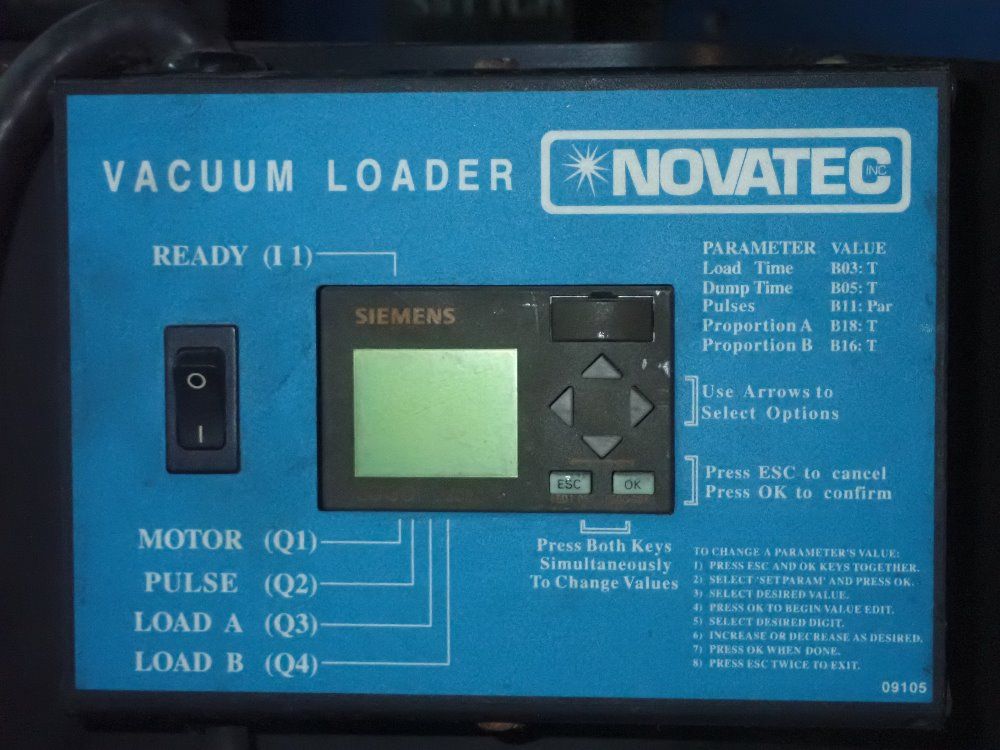 VACUUM LOADER
NOVATEC INC
READY (I 1)
PARAMETER VALUE
Load Time B03: T
Dump Time B05: T
Pulses B11: Par
Proportion A B18: T
Proportion B B16: T
SIEMENS
O
I
Use Arrows to
Select Options
ESC OK
Press ESC to cancel
Press OK to confirm
Press Both Keys
Simultaneously
To Change Values
MOTOR (Q1)
PULSE (Q2)
LOAD A (Q3)
LOAD B (Q4)
TO CHANGE A PARAMETER'S VALUE:
1) PRESS ESC AND OK KEYS TOGETHER.
2) SELECT 'SET PARAM' AND PRESS OK.
3) SELECT DESIRED VALUE.
4) PRESS OK TO BEGIN VALUE EDIT.
5) SELECT DESIRED DIGIT.
6) INCREASE OR DECREASE AS DESIRED.
7) PRESS OK WHEN DONE.
8) PRESS ESC TWICE TO EXIT.
09105